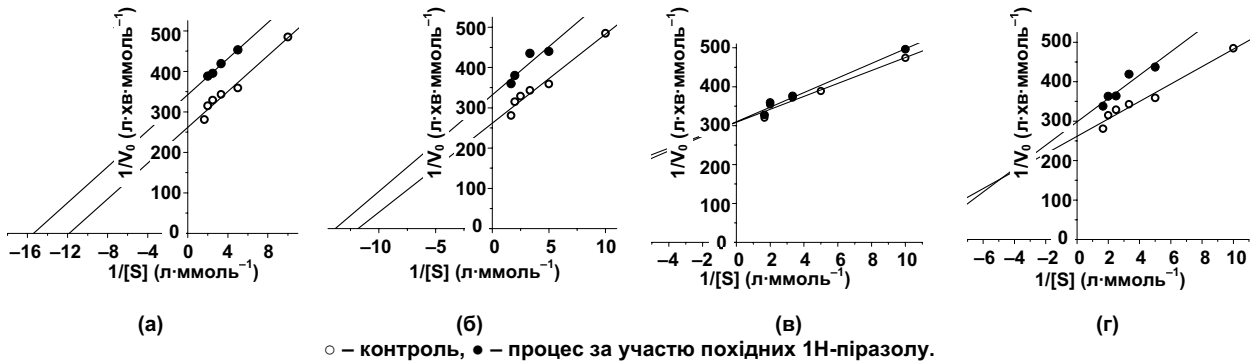 1/V₀ (л·хв·ммоль⁻¹)
500
400
300
200
100
0
−16 −12 −8 −4 0 4 8
1/[S] (л·ммоль⁻¹)
(а)
1/V₀ (л·хв·ммоль⁻¹)
500
400
300
200
100
0
−10 −5 0 5 10
1/[S] (л·ммоль⁻¹)
(б)
1/V₀ (л·хв·ммоль⁻¹)
500
400
300
200
100
0
−4 −2 0 2 4 6 8 10
1/[S] (л·ммоль⁻¹)
(в)
1/V₀ (л·хв·ммоль⁻¹)
500
400
300
200
100
0
−6 −4 −2 0 2 4 6 8 10
1/[S] (л·ммоль⁻¹)
(г)
○ – контроль, ● – процес за участю похідних 1Н-піразолу.